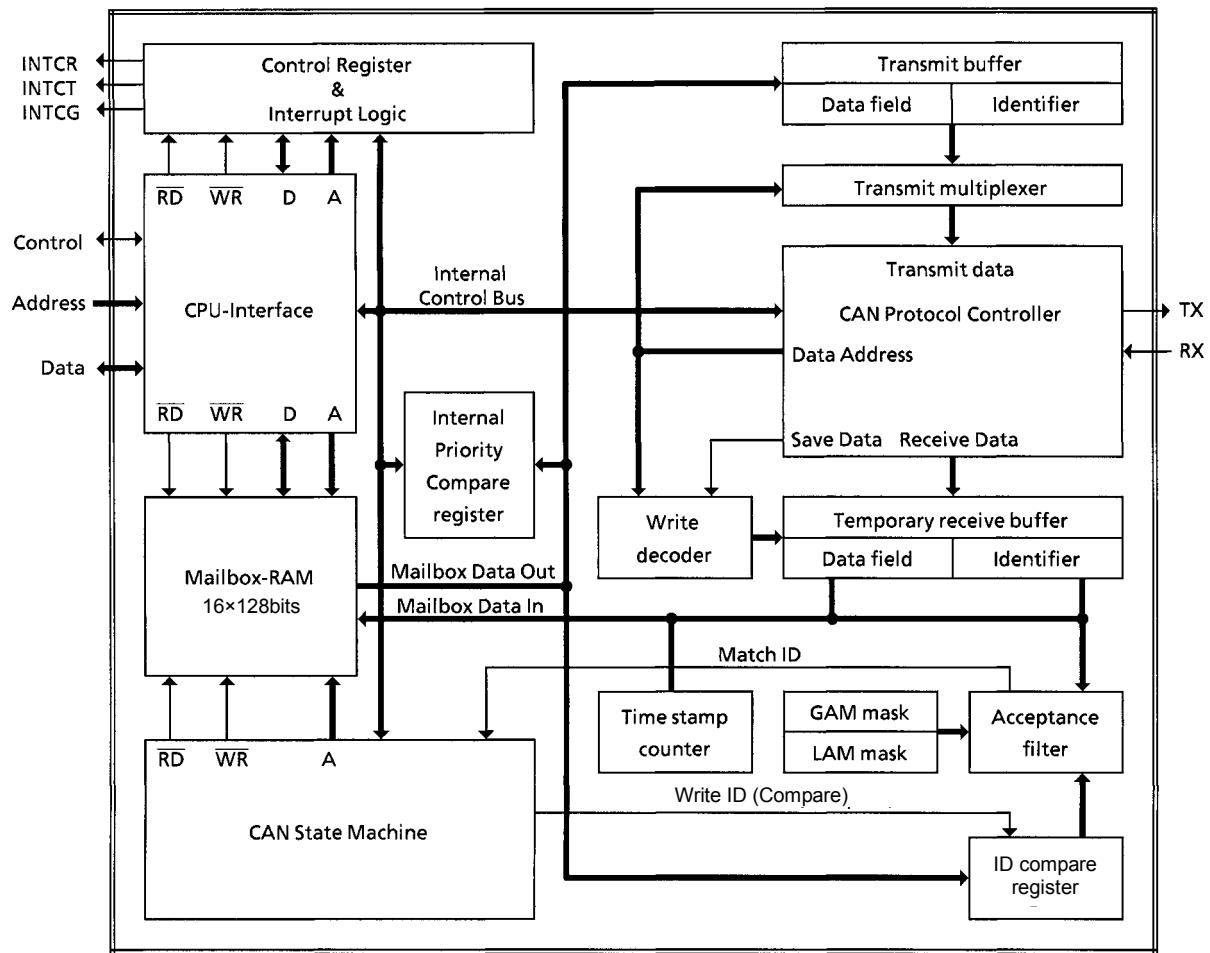 INTCR
INTCT
INTCG
Control Register
&
Interrupt Logic
RD WR D A
Control
Address
Data
CPU-Interface
RD WR D A
Internal
Control Bus
Internal
Priority
Compare
register
Mailbox-RAM
16×128bits
Mailbox Data Out
Mailbox Data In
RD WR A
CAN State Machine
Transmit buffer
Data field Identifier
Transmit multiplexer
Transmit data
CAN Protocol Controller
Data Address
Save Data Receive Data
TX
RX
Write
decoder
Temporary receive buffer
Data field Identifier
Match ID
Time stamp
counter
GAM mask
LAM mask
Acceptance
filter
Write ID (Compare)
ID compare
register